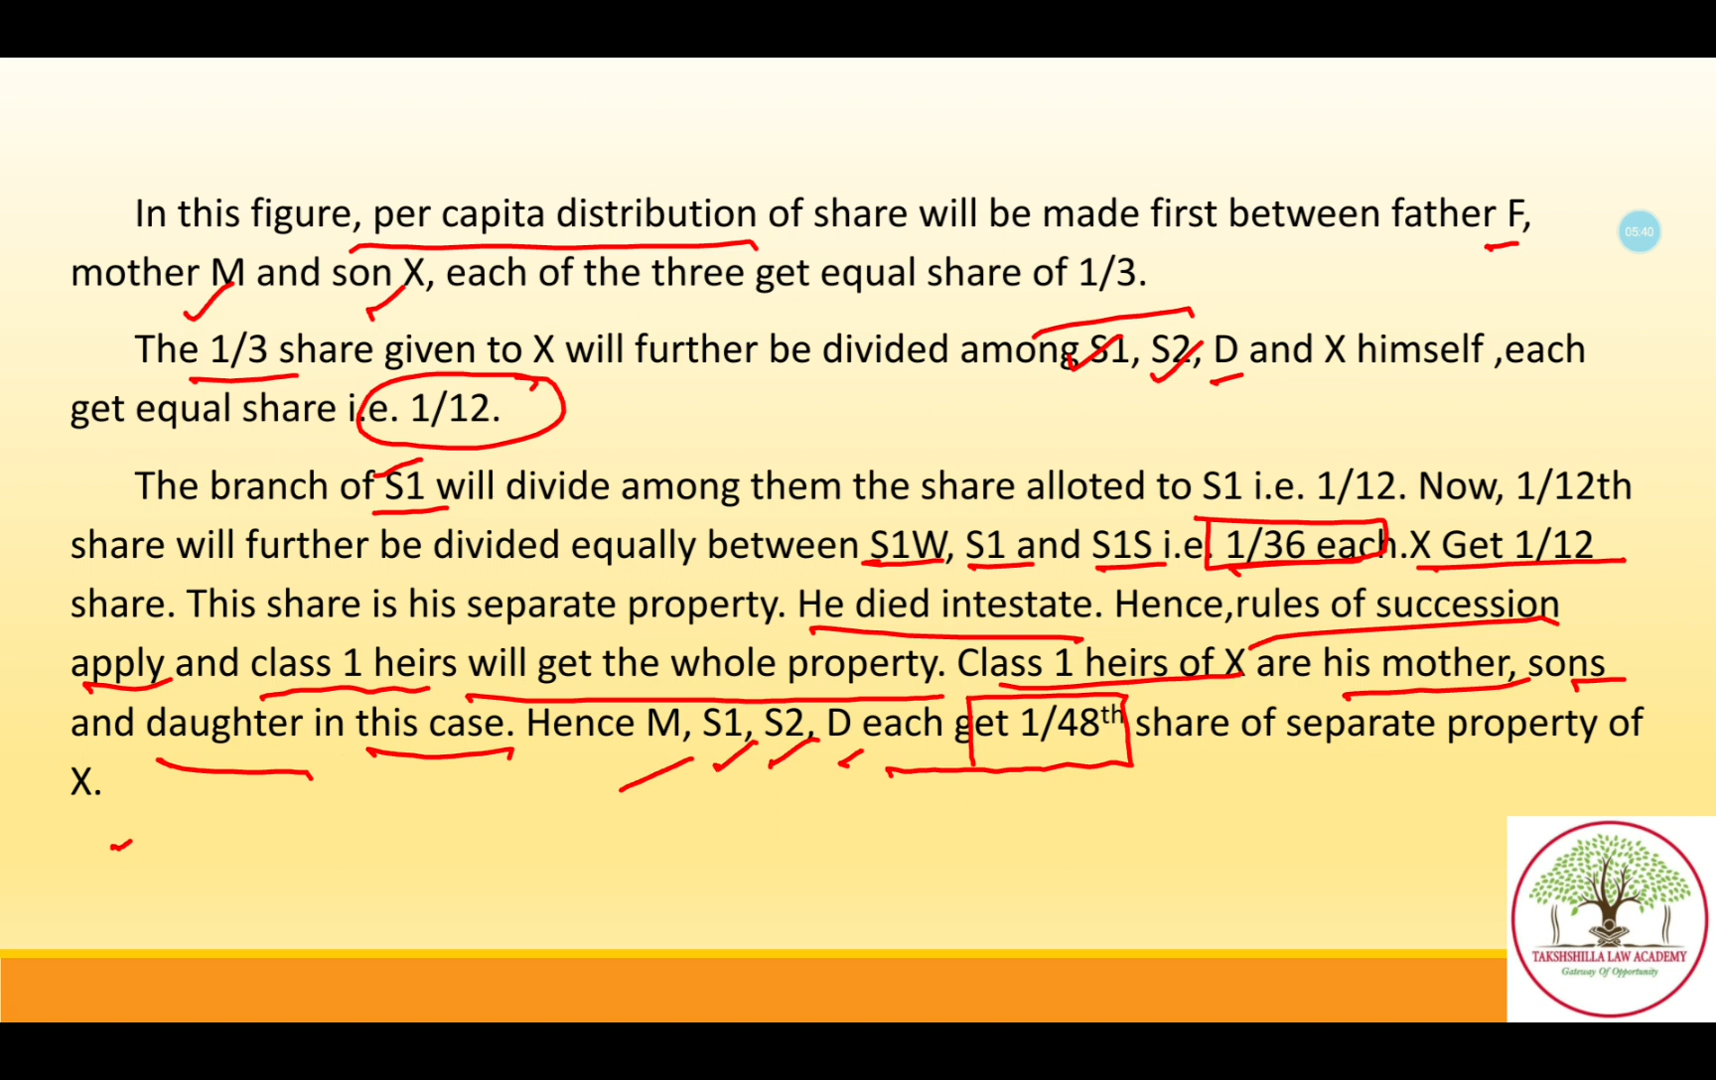 In this figure, per capita distribution of share will be made first between father F,
05:40
mother M and son X, each of the three get equal share of 1/3.
The 1/3 share given to X will further be divided among S1, S2, D and X himself ,each
get equal share i.e. 1/12.
The branch of S1 will divide among them the share alloted to S1 i.e. 1/12. Now, 1/12th
share will further be divided equally between S1W, S1 and S1S i.e. 1/36 each.X Get 1/12
share. This share is his separate property. He died intestate. Hence,rules of succession
apply and class 1 heirs will get the whole property. Class 1 heirs of X are his mother, sons
and daughter in this case. Hence M, S1, S2, D each get 1/48th share of separate property of
X.
TAKSHSHILLA LAW ACADEMY
Gateway Of Opportunity